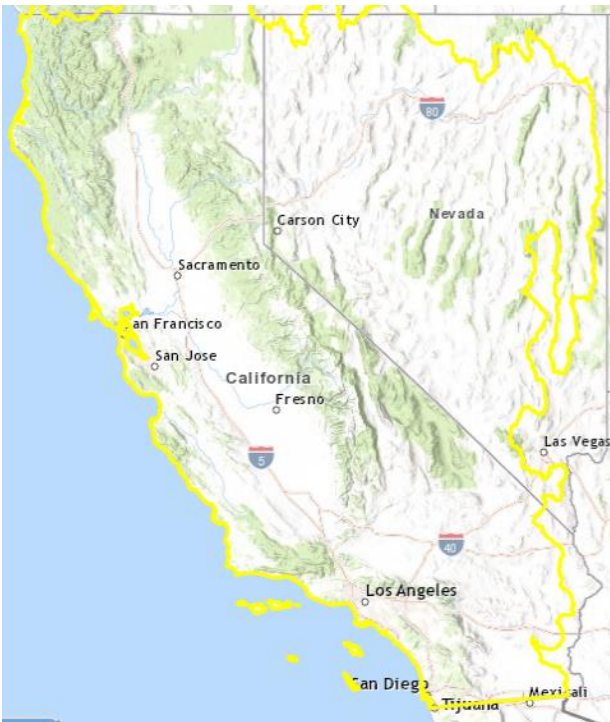 80
Carson City
Nevada
Sacramento
an Francisco
San Jose
California
Fresno
Las Vegas
5
40
Los Angeles
San Diego
Tijuana
Mexicali